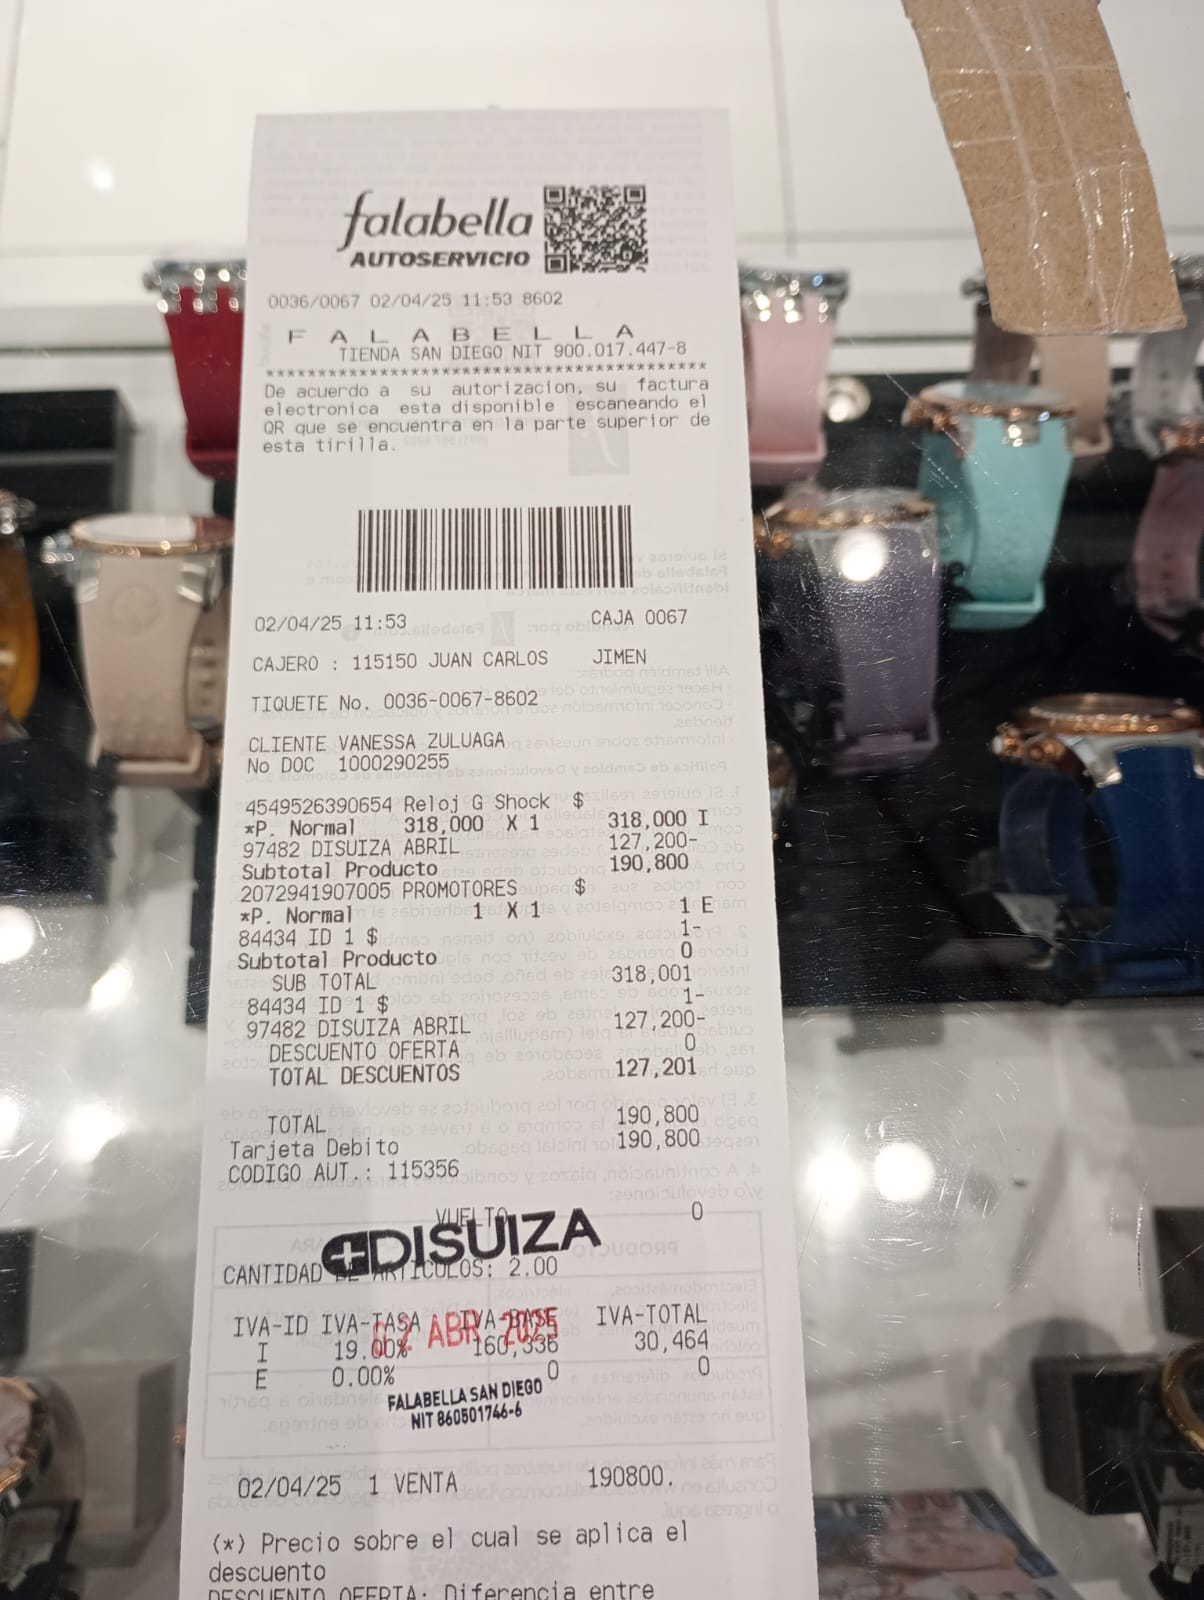 falabella
AUTOSERVICIO
0036/0067 02/04/25 11:53 8602
F A L A B E L L A
TIENDA SAN DIEGO NIT 900.017.447-8
******************************************
De acuerdo a su autorizacion, su factura
electronica esta disponible escaneando el
QR que se encuentra en la parte superior de
esta tirilla.
02/04/25 11:53 CAJA 0067
CAJERO : 115150 JUAN CARLOS JIMEN
TIQUETE No. 0036-0067-8602
CLIENTE VANESSA ZULUAGA
No DOC 1000290255
4549526390654 Reloj G Shock $
*P. Normal 318,000 X 1 318,000 I
97482 DISUIZA ABRIL 127,200-
Subtotal Producto 190,800
2072941907005 PROMOTORES $
*P. Normal 1 X 1 1 E
84434 ID 1 $ 1-
Subtotal Producto 0
SUB TOTAL 318,001
84434 ID 1 $ 1-
97482 DISUIZA ABRIL 127,200-
DESCUENTO OFERTA 0
TOTAL DESCUENTOS 127,201
TOTAL 190,800
Tarjeta Debito 190,800
CODIGO AUT.: 115356
VUELTO 0
DISUIZA
CANTIDAD DE ARTICULOS: 2.00
IVA-ID IVA-TASA IVA-BASE IVA-TOTAL
02 ABR 2025
I 19.00% 160,336 30,464
E 0.00% 0 0
FALABELLA SAN DIEGO
NIT 860501746-6
02/04/25 1 VENTA 190800.
(*) Precio sobre el cual se aplica el
descuento
DESCUENTO OFERTA: Diferencia entre